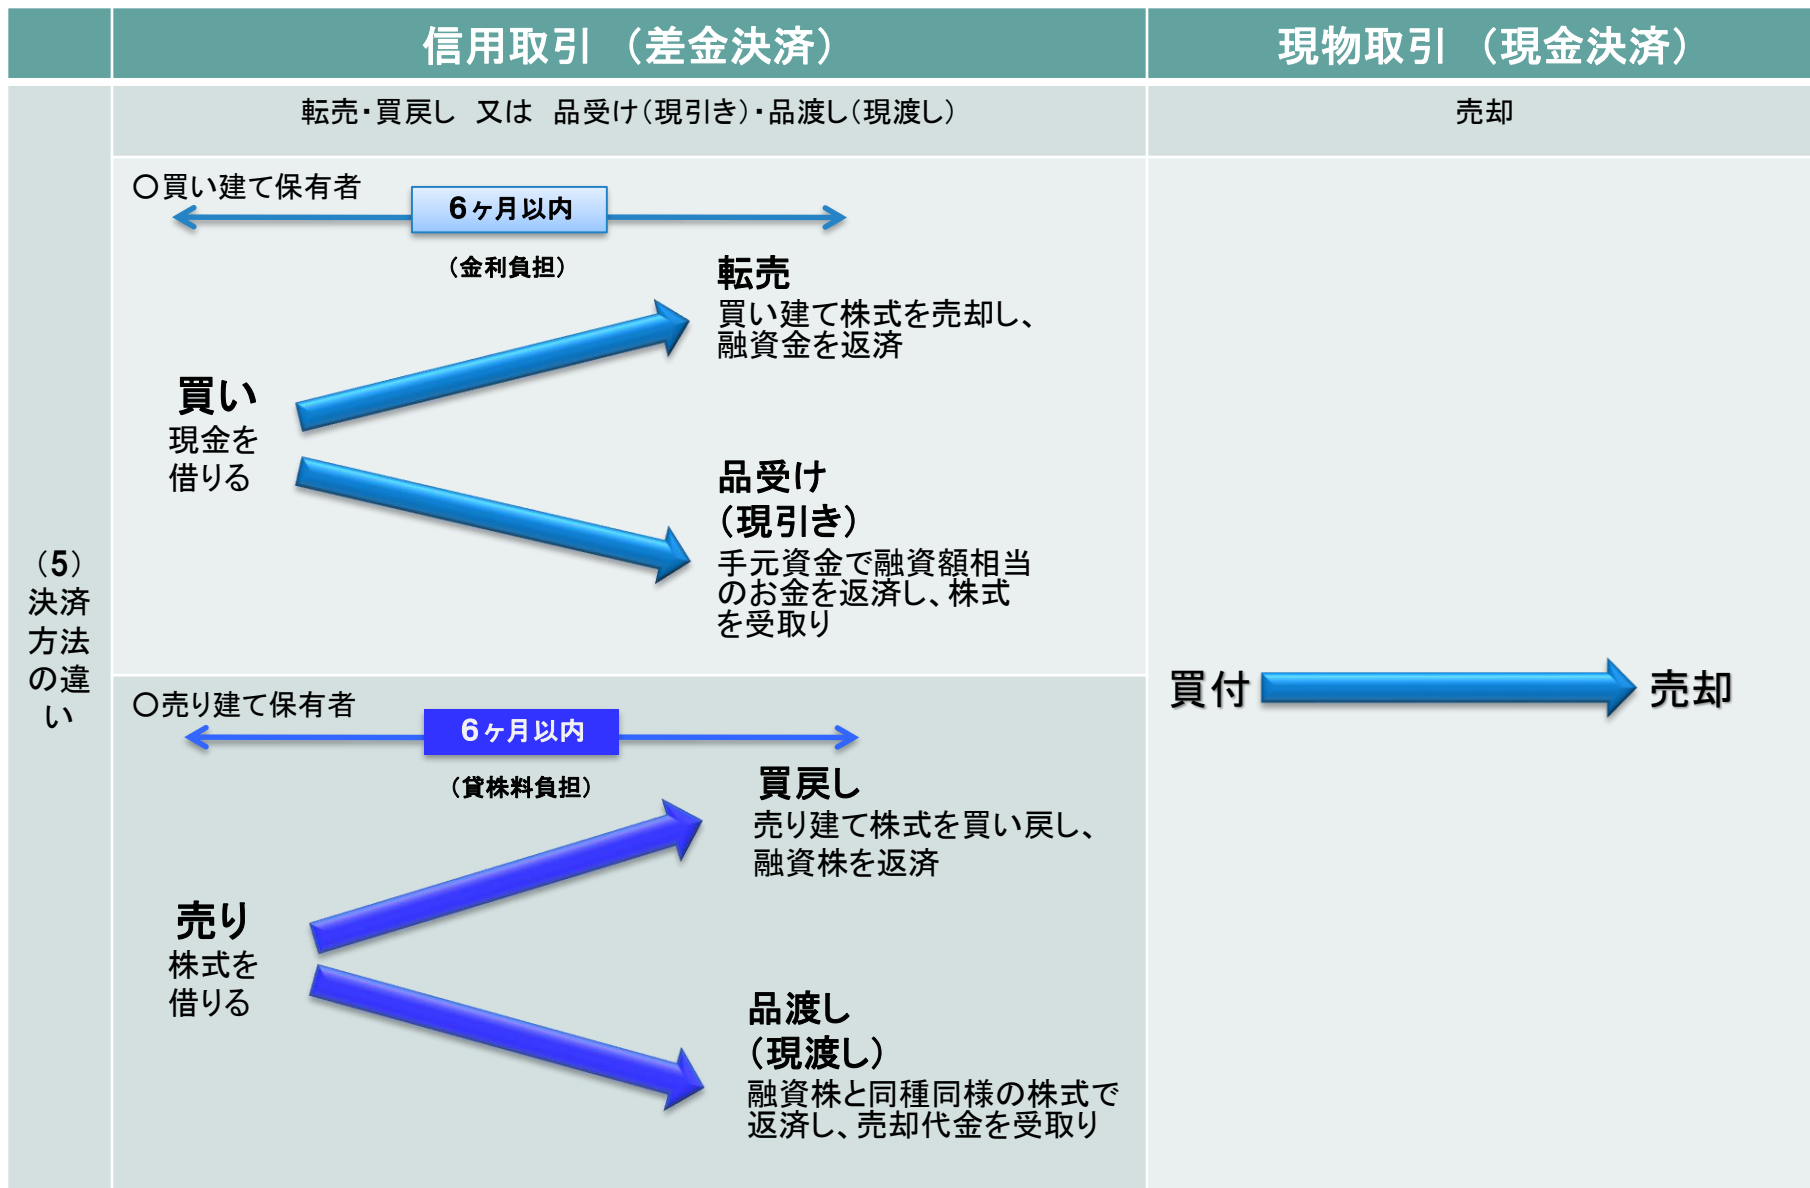 信用取引 （差金決済）
現物取引 （現金決済）
転売・買戻し　又は　品受け（現引き）・品渡し（現渡し）
売却
（5）
決済
方法
の違
い
〇買い建て保有者
6ヶ月以内
（金利負担）
買い
現金を
借りる
転売
買い建て株式を売却し、
融資金を返済
品受け
（現引き）
手元資金で融資額相当
のお金を返済し、株式
を受取り
〇売り建て保有者
6ヶ月以内
（貸株料負担）
売り
株式を
借りる
買戻し
売り建て株式を買い戻し、
融資株を返済
品渡し
（現渡し）
融資株と同種同様の株式で
返済し、売却代金を受取り
買付
売却